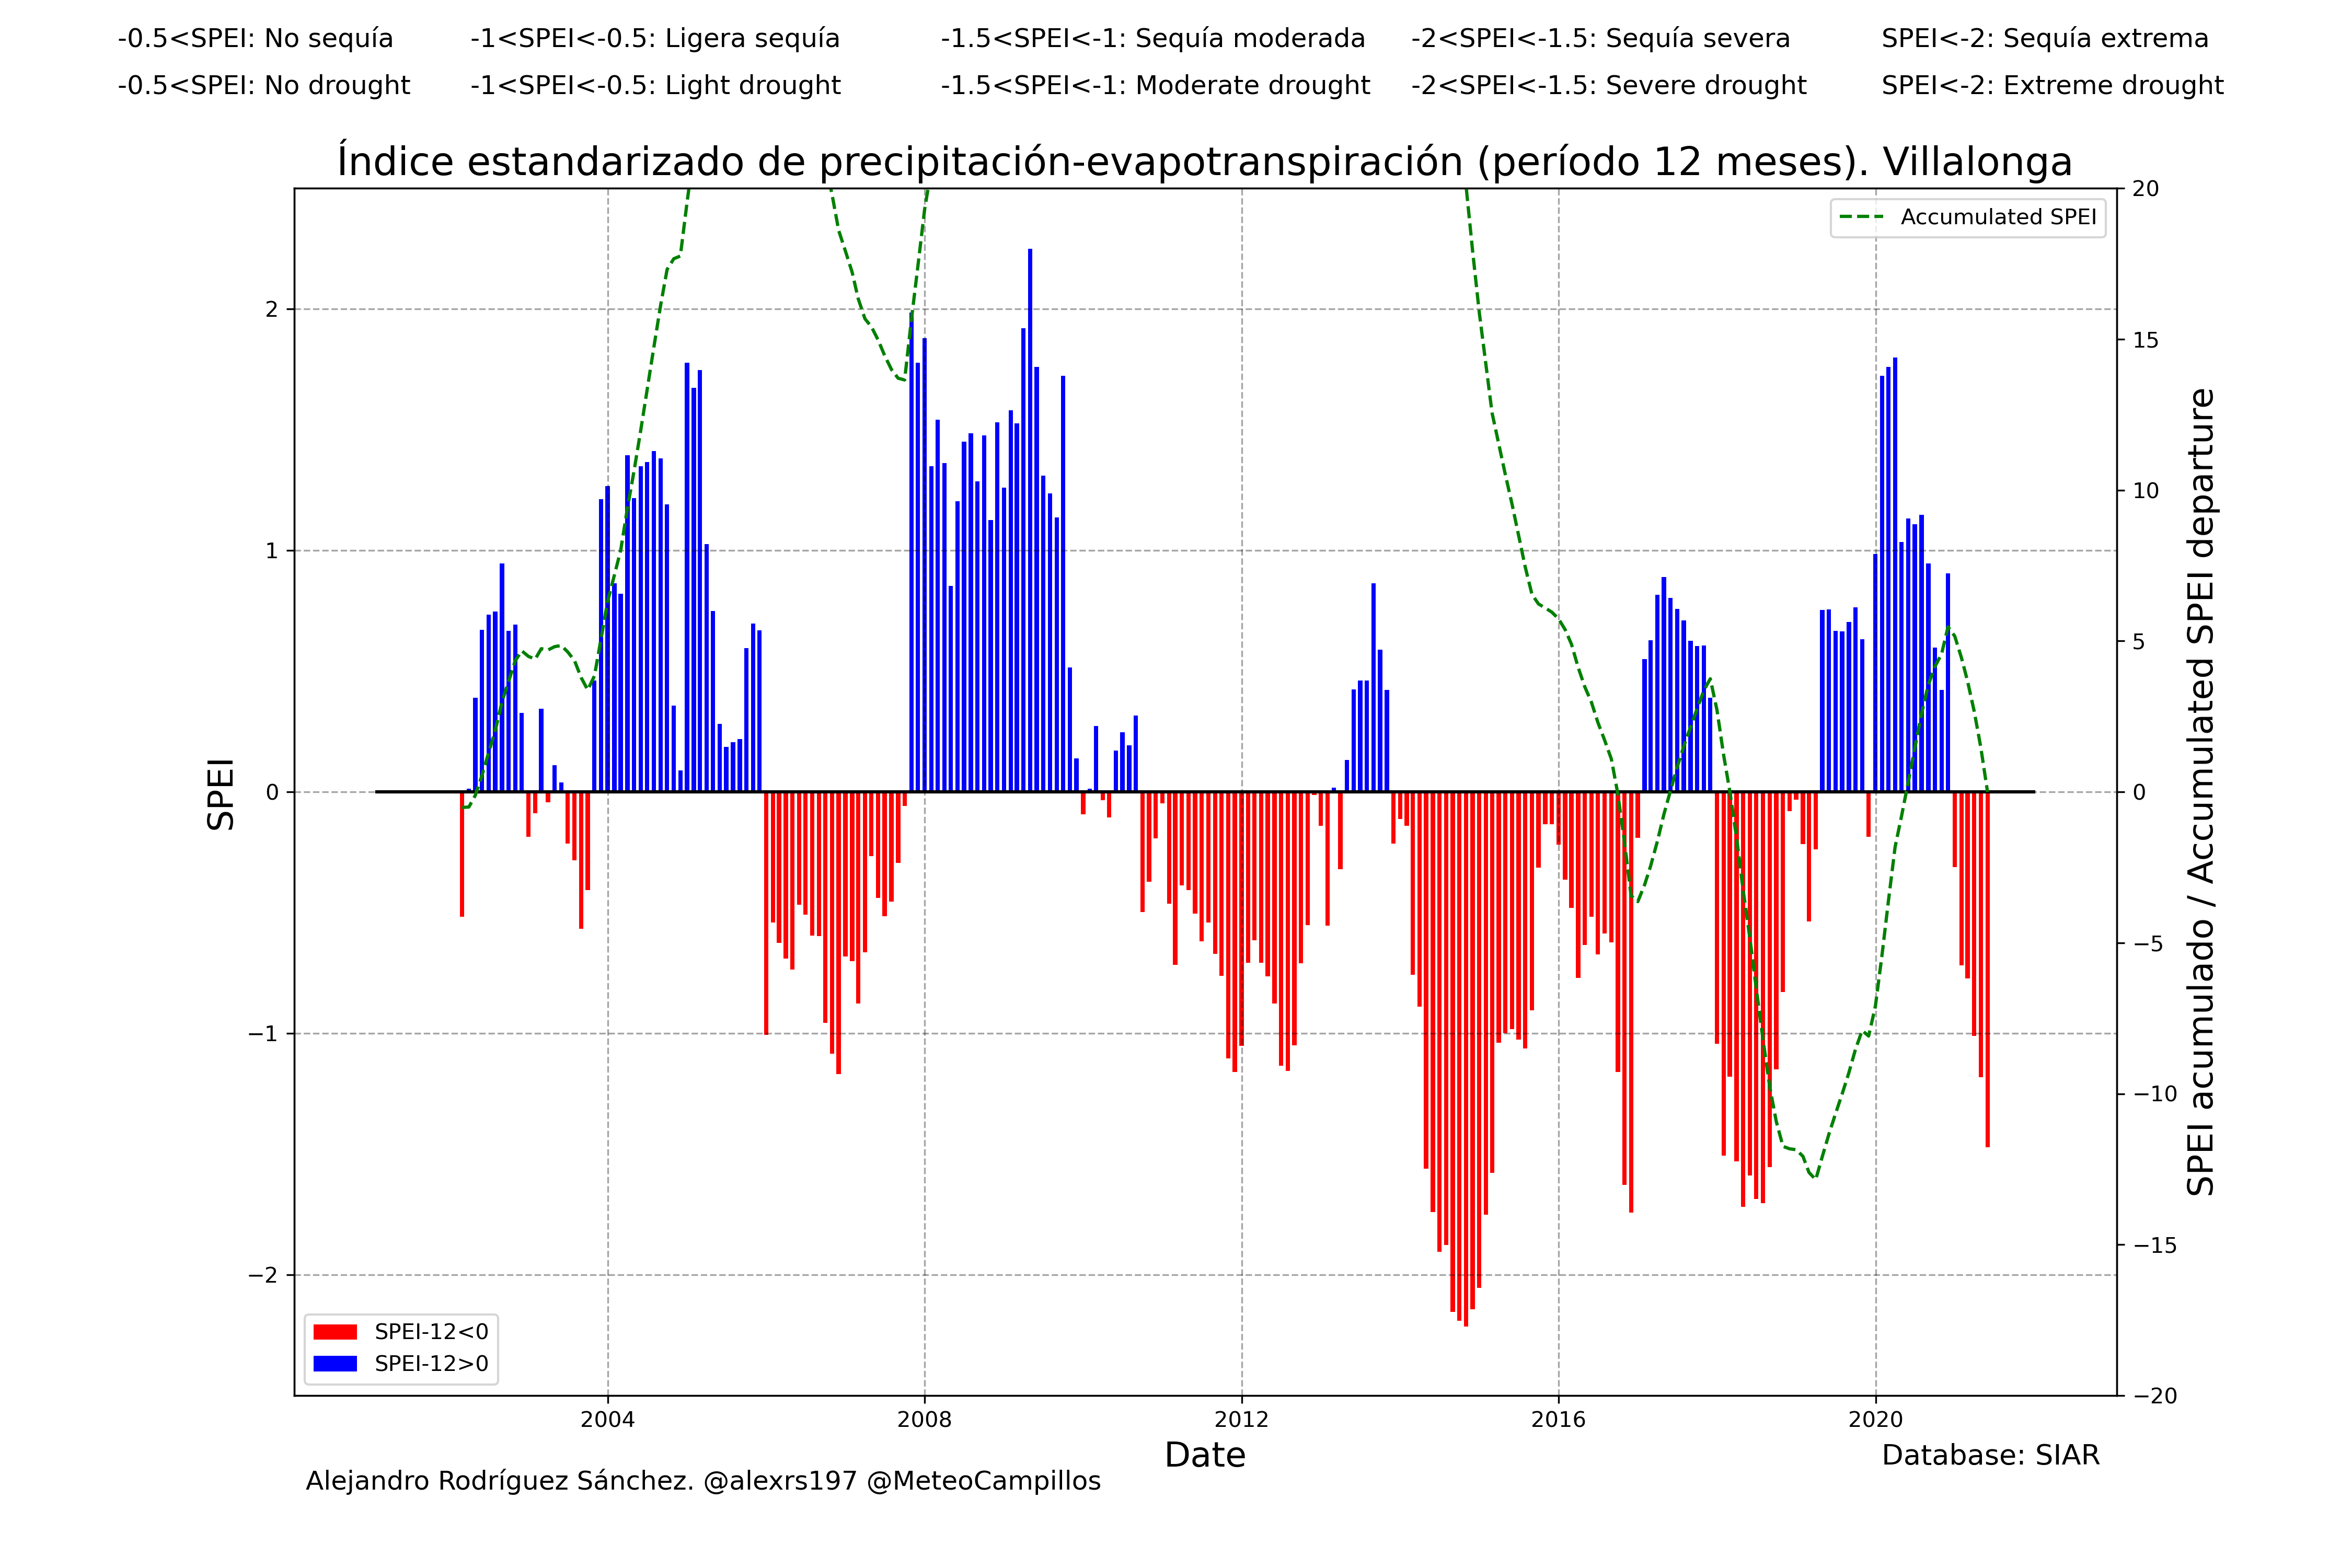 -0.5<SPEI: No sequía -1<SPEI<-0.5: Ligera sequía -1.5<SPEI<-1: Sequía moderada -2<SPEI<-1.5: Sequía severa SPEI<-2: Sequía extrema
-0.5<SPEI: No drought -1<SPEI<-0.5: Light drought -1.5<SPEI<-1: Moderate drought -2<SPEI<-1.5: Severe drought SPEI<-2: Extreme drought
Índice estandarizado de precipitación-evapotranspiración (período 12 meses). Villalonga
Accumulated SPEI
SPEI
2
1
0
−1
−2
20
15
10
5
0
−5
−10
−15
−20
SPEI acumulado / Accumulated SPEI departure
SPEI-12<0
SPEI-12>0
2004 2008 2012 2016 2020
Date
Database: SIAR
Alejandro Rodríguez Sánchez. @alexrs197 @MeteoCampillos